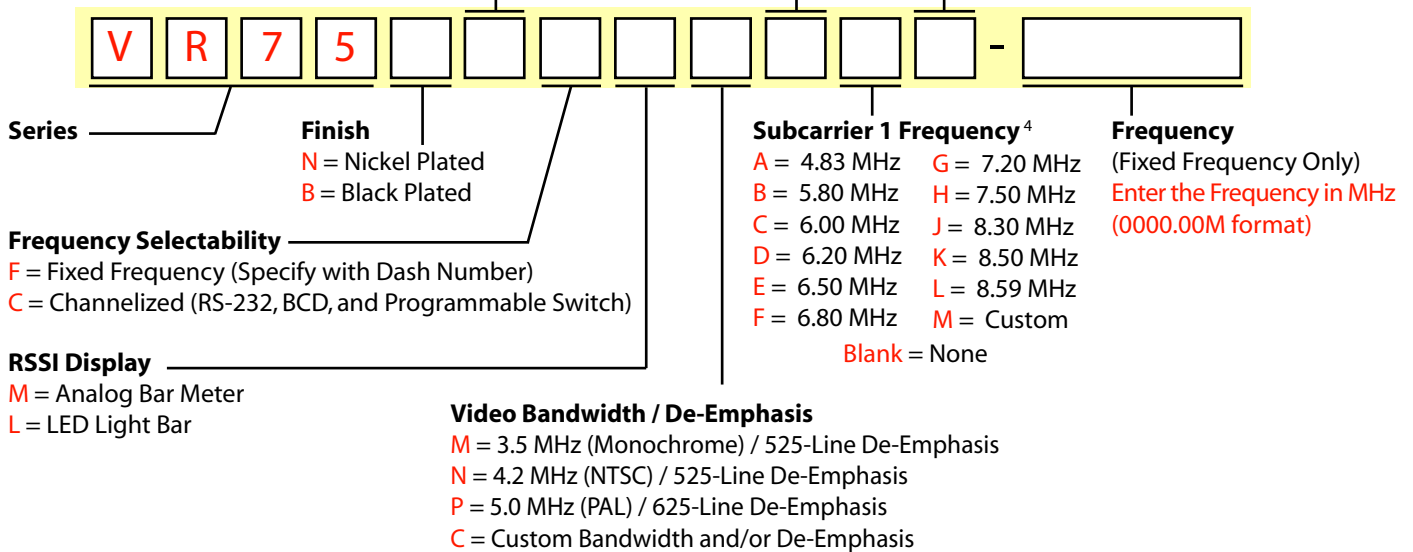 V R 7 5 -
Series
Finish
N = Nickel Plated
B = Black Plated
Frequency Selectability
F = Fixed Frequency (Specify with Dash Number)
C = Channelized (RS-232, BCD, and Programmable Switch)
RSSI Display
M = Analog Bar Meter
L = LED Light Bar
Video Bandwidth / De-Emphasis
M = 3.5 MHz (Monochrome) / 525-Line De-Emphasis
N = 4.2 MHz (NTSC) / 525-Line De-Emphasis
P = 5.0 MHz (PAL) / 625-Line De-Emphasis
C = Custom Bandwidth and/or De-Emphasis
Subcarrier 1 Frequency 4
A = 4.83 MHz
B = 5.80 MHz
C = 6.00 MHz
D = 6.20 MHz
E = 6.50 MHz
F = 6.80 MHz
G = 7.20 MHz
H = 7.50 MHz
J = 8.30 MHz
K = 8.50 MHz
L = 8.59 MHz
M = Custom
Blank = None
Frequency
(Fixed Frequency Only)
Enter the Frequency in MHz
(0000.00M format)